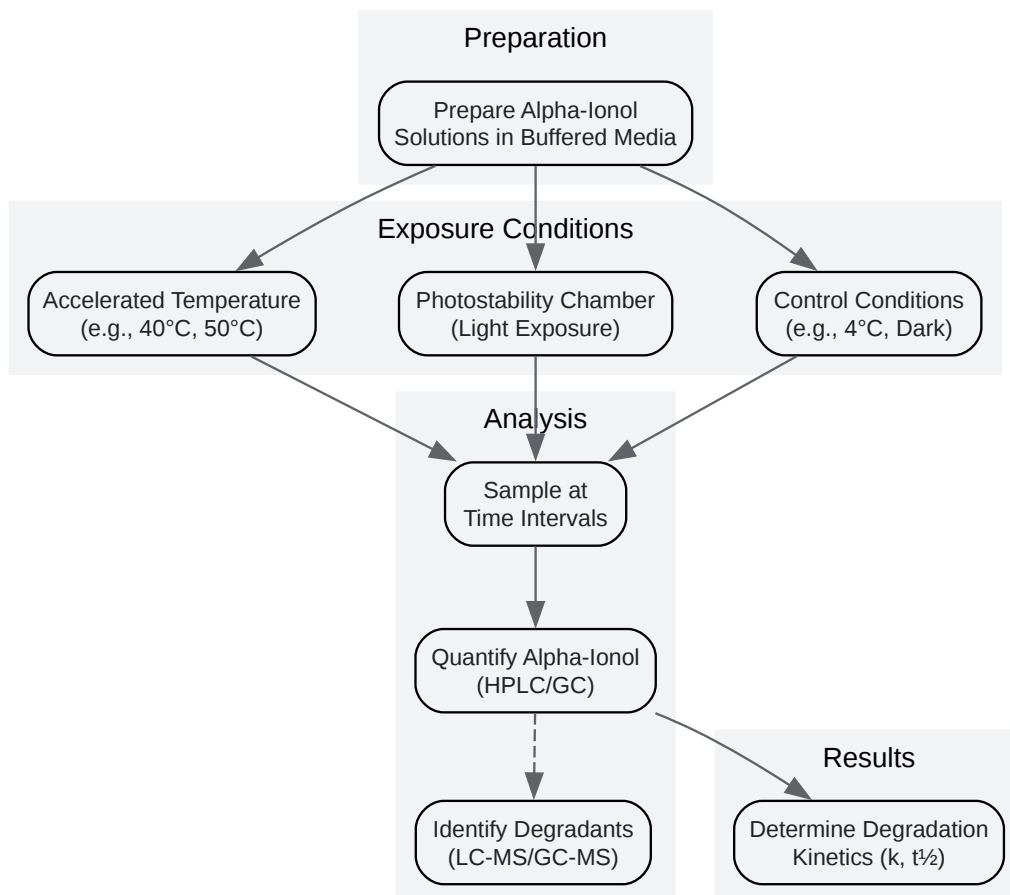 Preparation
Prepare Alpha-Ionol
Solutions in Buffered Media
Exposure Conditions
Accelerated Temperature
(e.g., 40°C, 50°C)
Photostability Chamber
(Light Exposure)
Control Conditions
(e.g., 4°C, Dark)
Analysis
Sample at
Time Intervals
Quantify Alpha-Ionol
(HPLC/GC)
Identify Degradants
(LC-MS/GC-MS)
Results
Determine Degradation
Kinetics (k, t½)